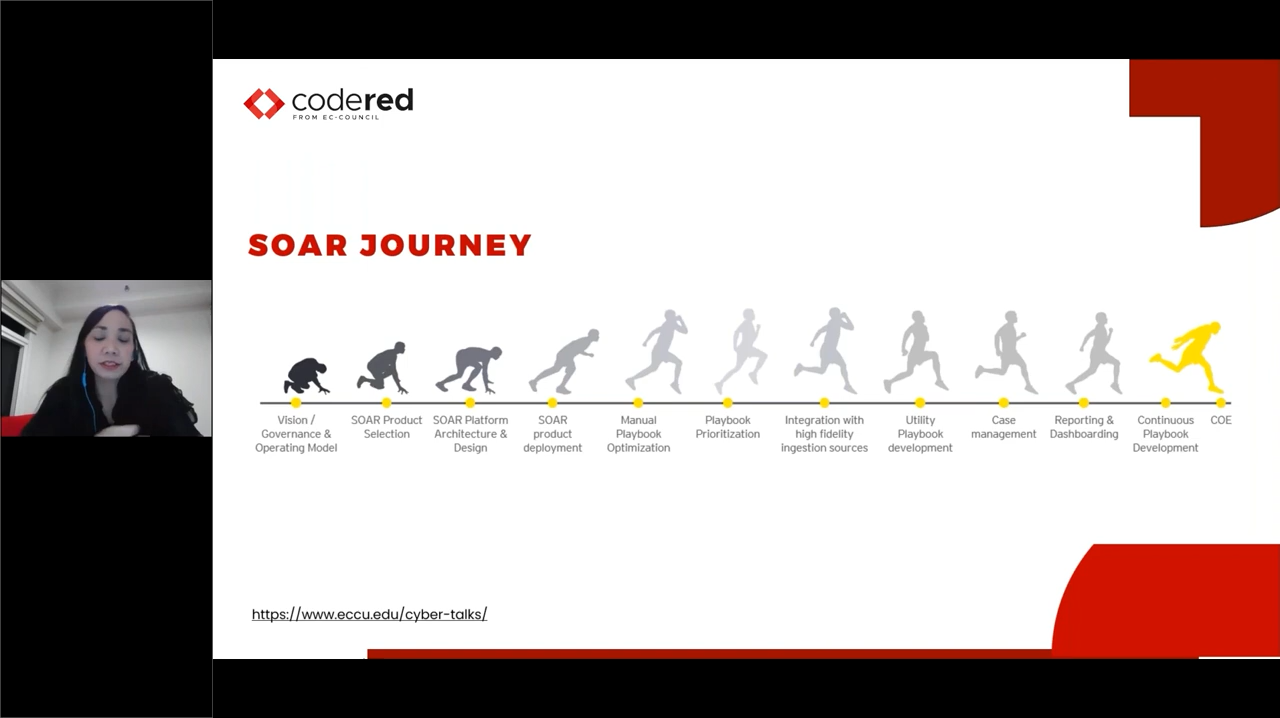 codered
FROM EC-COUNCIL
SOAR JOURNEY
Vision /
Governance &
Operating Model
SOAR Product
Selection
SOAR Platform
Architecture &
Design
SOAR
product
deployment
Manual
Playbook
Optimization
Playbook
Prioritization
Integration with
high fidelity
ingestion sources
Utility
Playbook
development
Case
management
Reporting &
Dashboarding
Continuous
Playbook
Development
COE
https://www.eccu.edu/cyber-talks/